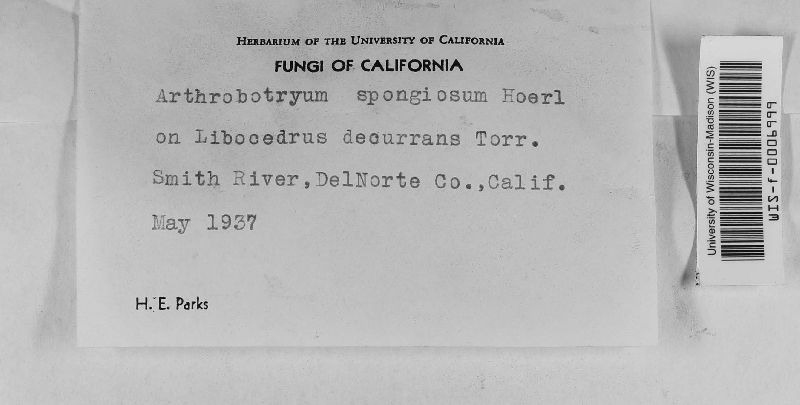 HERBARIUM OF THE UNIVERSITY OF CALIFORNIA
FUNGI OF CALIFORNIA
Arthrobotryum spongiosum Hoerl
on Libocedrus decurrans Torr.
Smith River,DelNorte Co.,Calif.
May 1937
H. E. Parks
University of Wisconsin-Madison (WIS)
WIS-f-0006999